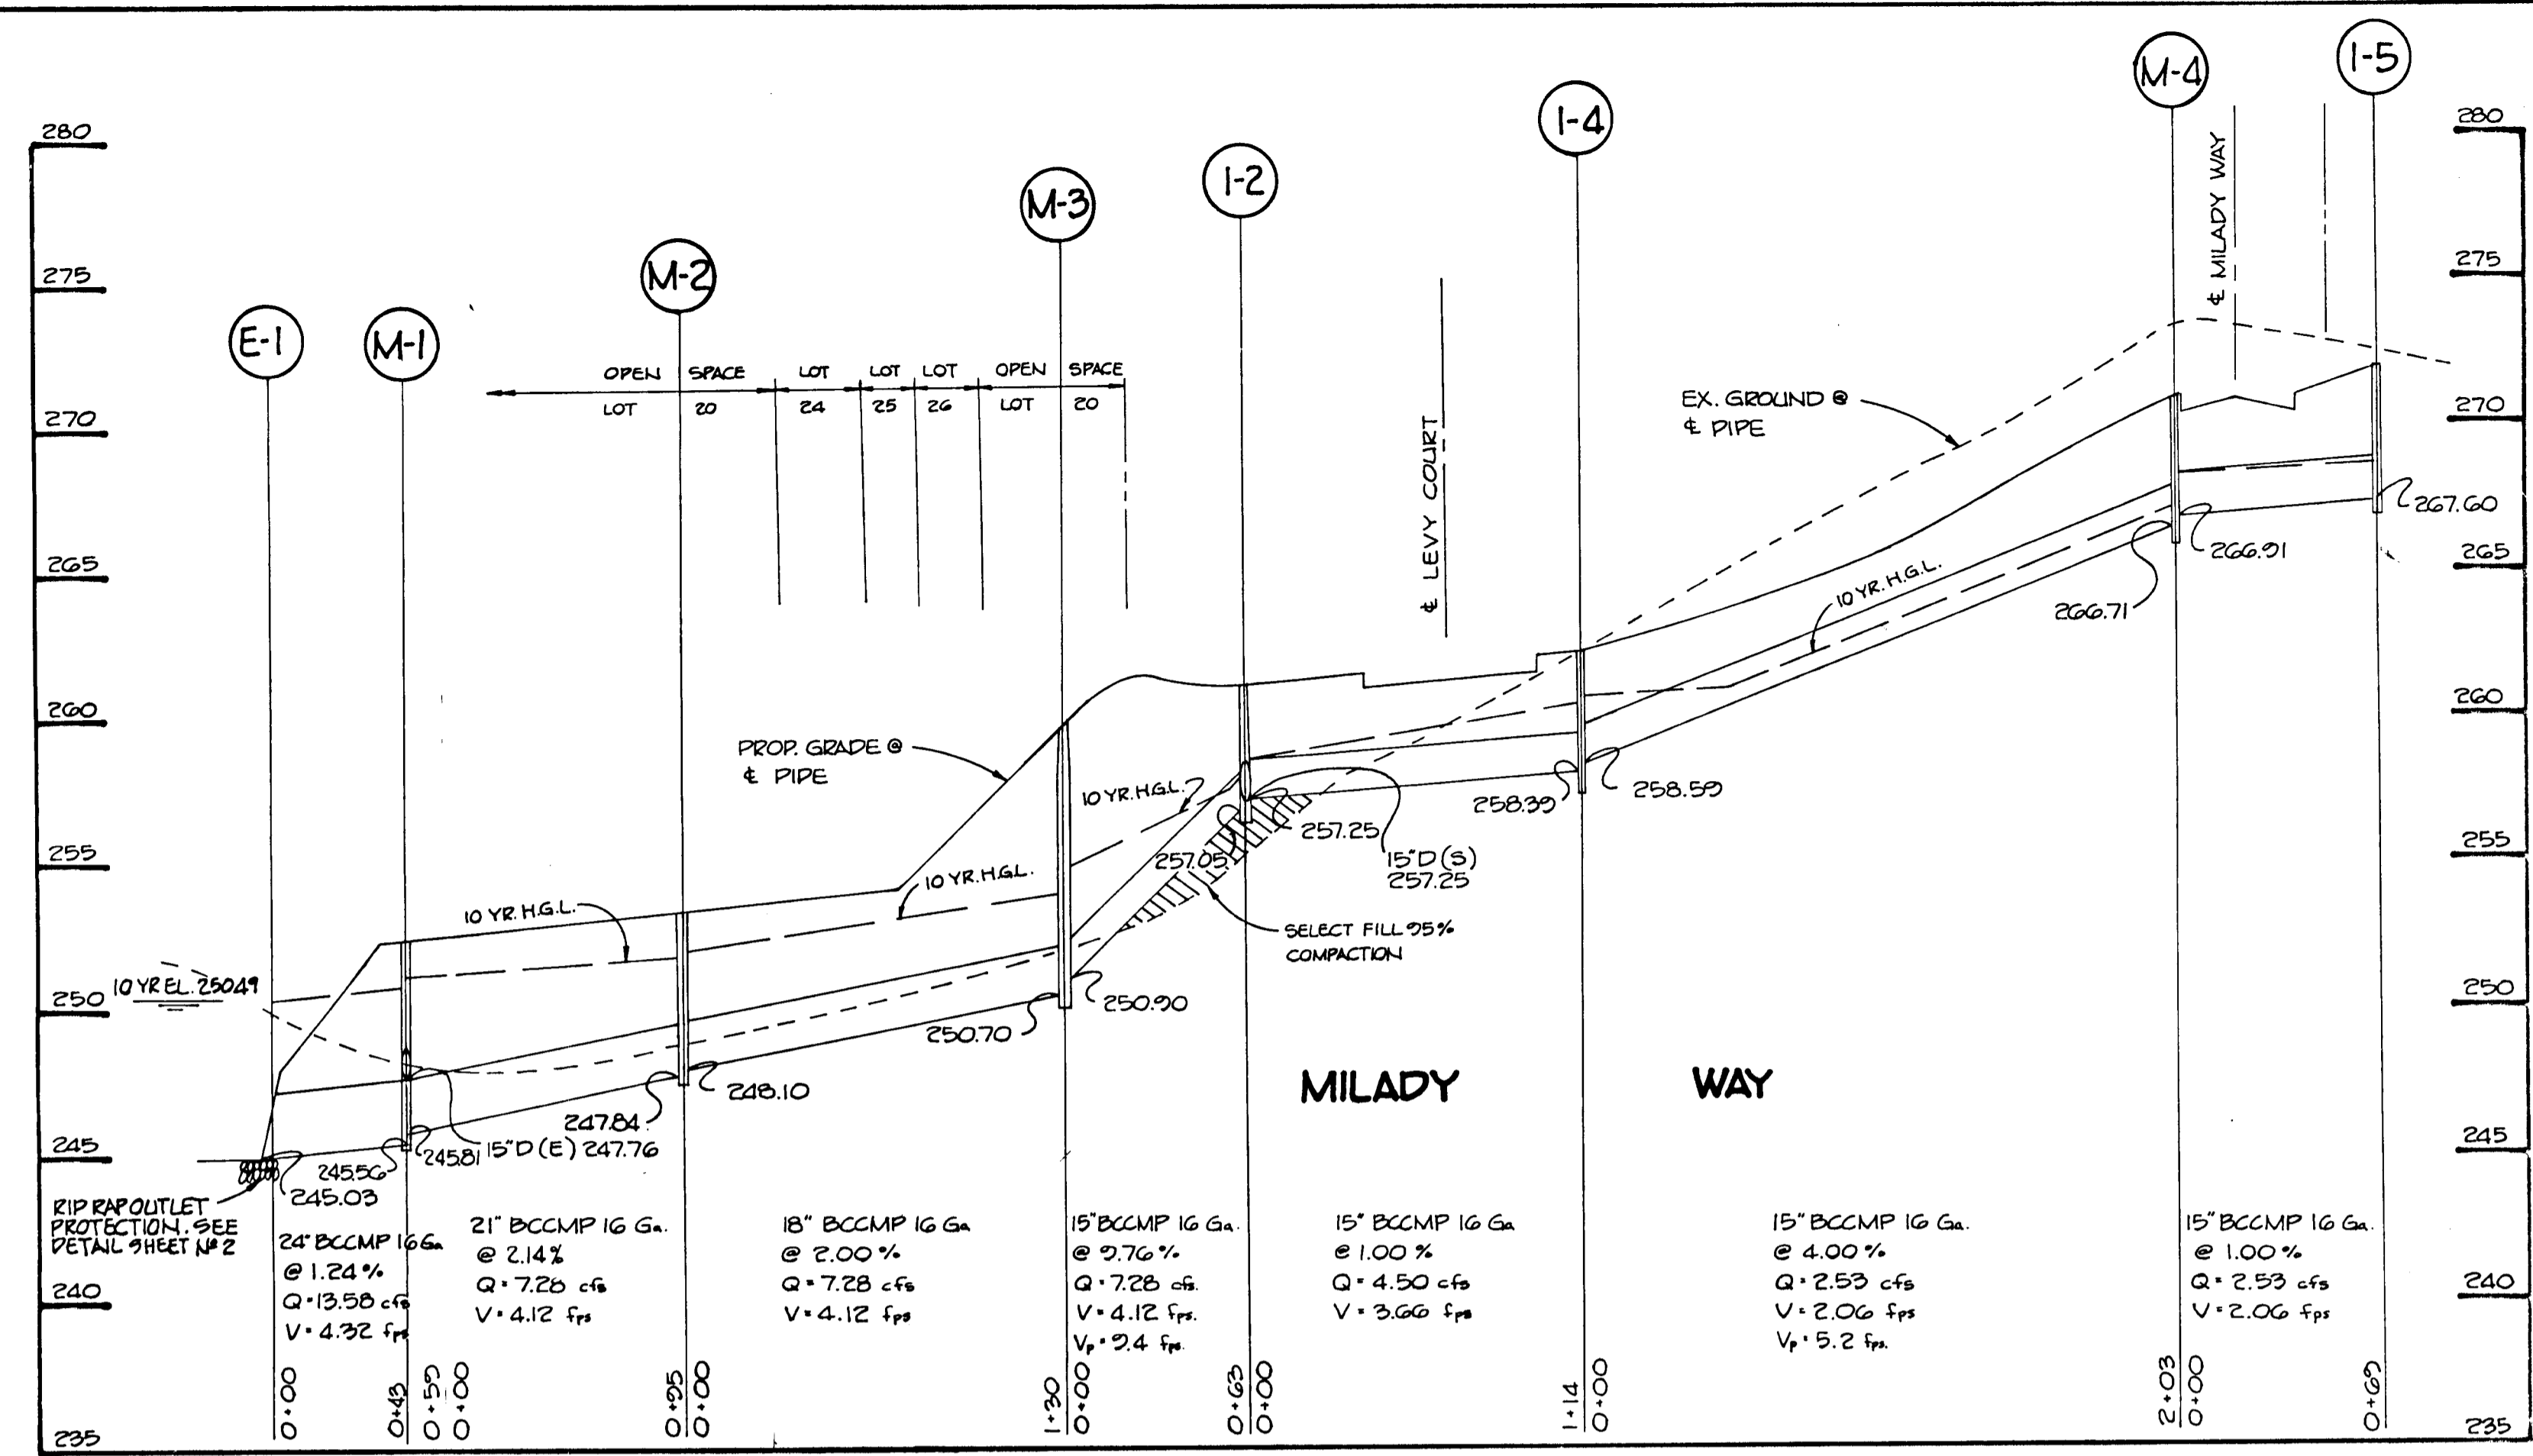 E-1
M-1
M-2
M-3
I-2
I-4
M-4
I-5
280
275
270
265
260
255
250
245
240
235
280
275
270
265
260
255
250
245
240
235
OPEN SPACE
LOT 20
LOT
24
LOT
25
LOT
26
OPEN SPACE
LOT 20
℄ LEVY COURT
℄ MILADY WAY
EX. GROUND @
℄ PIPE
PROP. GRADE @
℄ PIPE
10 YR. H.G.L.
10 YR. H.G.L.
10 YR. H.G.L.
10 YR. H.G.L.
10 YR EL. 250.49
267.60
266.91
266.71
258.59
258.39
257.25
257.05
15"D (S)
257.25
SELECT FILL 95%
COMPACTION
250.90
250.70
248.10
247.84
15"D (E) 247.76
245.81
245.56
245.03
MILADY WAY
RIP RAP OUTLET
PROTECTION. SEE
DETAIL SHEET Nº 2
24" BCCMP 16 Ga
@ 1.24%
Q=13.58 cfs
V=4.32 fps
21" BCCMP 16 Ga.
@ 2.14%
Q=7.28 cfs
V=4.12 fps
18" BCCMP 16 Ga
@ 2.00%
Q=7.28 cfs
V=4.12 fps
15" BCCMP 16 Ga.
@ 9.76%
Q=7.28 cfs.
V=4.12 fps.
Vp=9.4 fps.
15" BCCMP 16 Ga
@ 1.00%
Q=4.50 cfs
V=3.66 fps
15" BCCMP 16 Ga.
@ 4.00%
Q=2.53 cfs
V=2.06 fps
Vp=5.2 fps.
15" BCCMP 16 Ga.
@ 1.00%
Q=2.53 cfs
V=2.06 fps
0+00
0+43
0+59
0+00
0+95
0+00
1+30
0+00
0+63
0+00
1+14
0+00
2+03
0+00
0+69